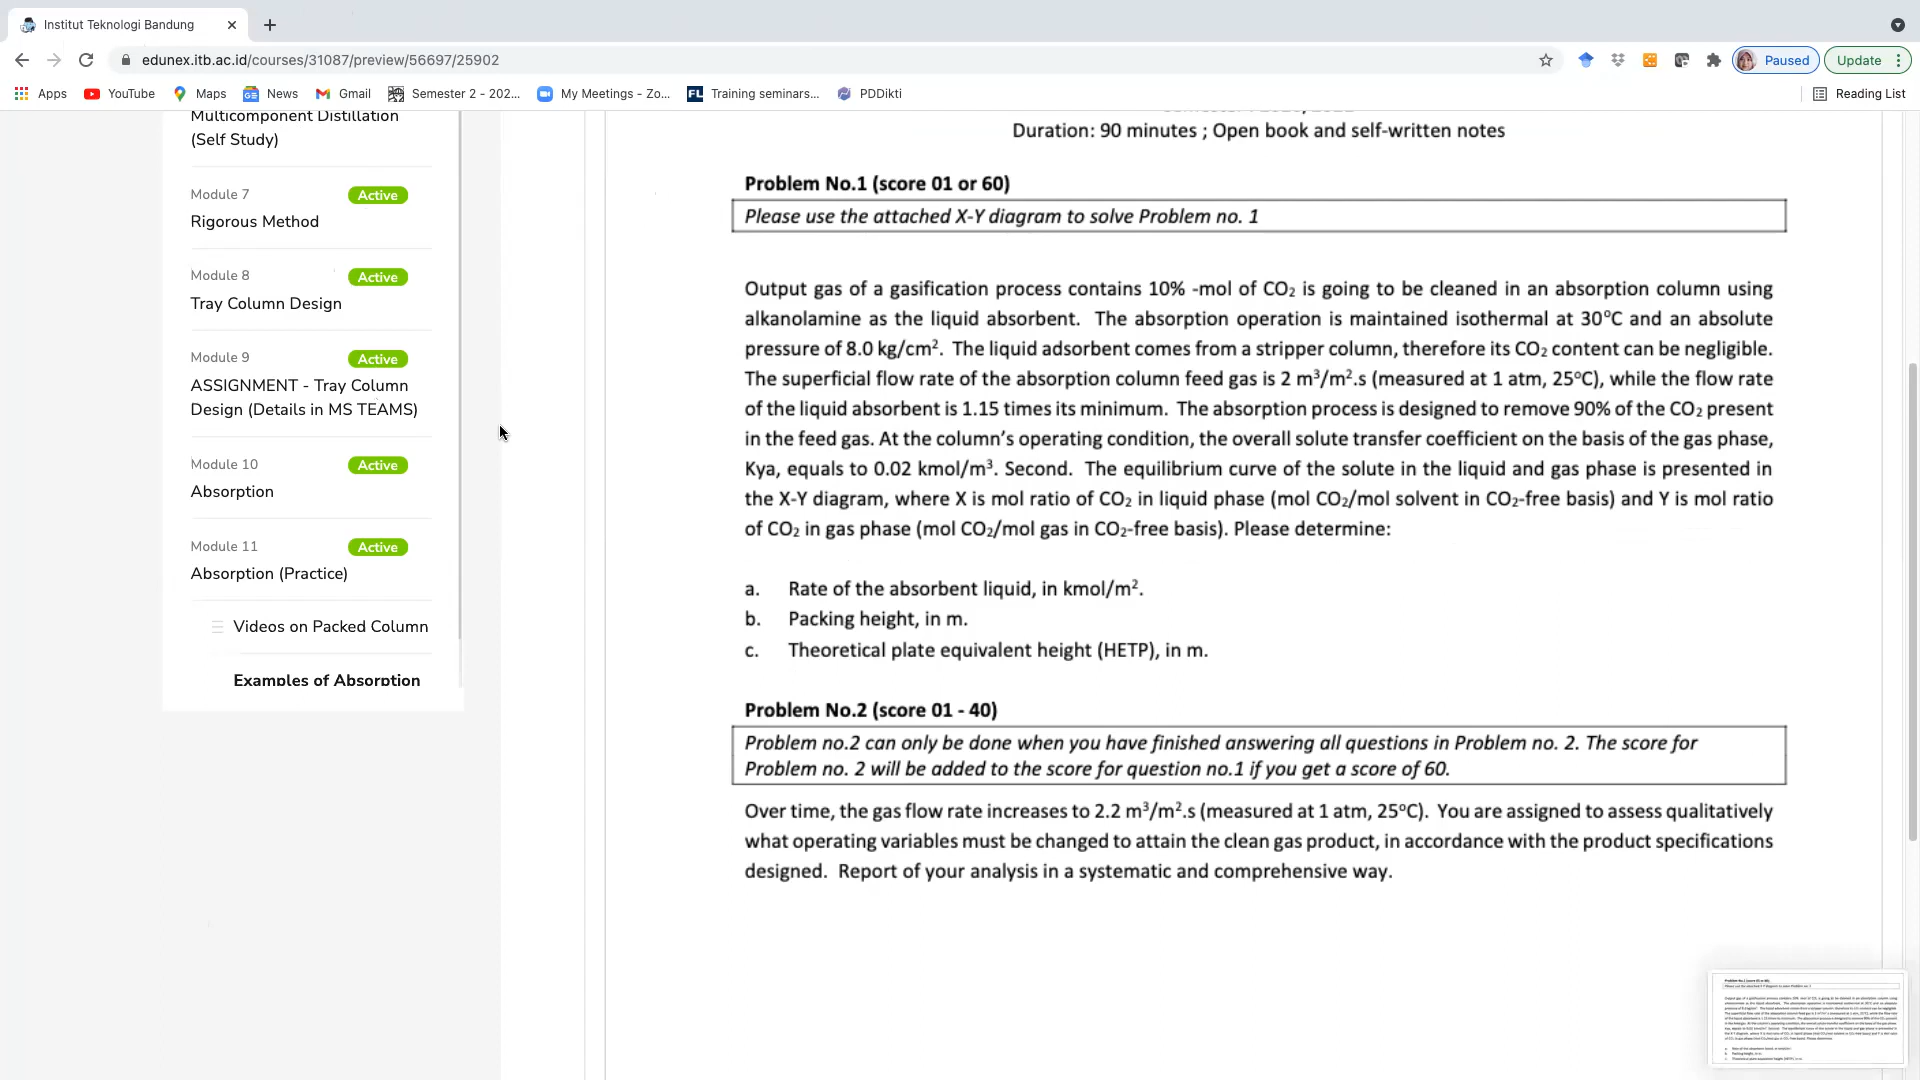 Institut Teknologi Bandung
edunex.itb.ac.id/courses/31087/preview/56697/25902
Paused
Update
Apps
YouTube
Maps
News
Gmail
Semester 2 - 202...
My Meetings - Zo...
FL
Training seminars...
PDDikti
Reading List
Multicomponent Distillation
(Self Study)
Module 7
Active
Rigorous Method
Module 8
Active
Tray Column Design
Module 9
Active
ASSIGNMENT - Tray Column
Design (Details in MS TEAMS)
Module 10
Active
Absorption
Module 11
Active
Absorption (Practice)
Videos on Packed Column
Examples of Absorption
Duration: 90 minutes ; Open book and self-written notes
Problem No.1 (score 01 or 60)
Please use the attached X-Y diagram to solve Problem no. 1
Output gas of a gasification process contains 10% -mol of CO₂ is going to be cleaned in an absorption column using
alkanolamine as the liquid absorbent. The absorption operation is maintained isothermal at 30°C and an absolute
pressure of 8.0 kg/cm². The liquid adsorbent comes from a stripper column, therefore its CO₂ content can be negligible.
The superficial flow rate of the absorption column feed gas is 2 m³/m².s (measured at 1 atm, 25°C), while the flow rate
of the liquid absorbent is 1.15 times its minimum. The absorption process is designed to remove 90% of the CO₂ present
in the feed gas. At the column's operating condition, the overall solute transfer coefficient on the basis of the gas phase,
Kya, equals to 0.02 kmol/m³. Second. The equilibrium curve of the solute in the liquid and gas phase is presented in
the X-Y diagram, where X is mol ratio of CO₂ in liquid phase (mol CO₂/mol solvent in CO₂-free basis) and Y is mol ratio
of CO₂ in gas phase (mol CO₂/mol gas in CO₂-free basis). Please determine:
a. Rate of the absorbent liquid, in kmol/m².
b. Packing height, in m.
c. Theoretical plate equivalent height (HETP), in m.
Problem No.2 (score 01 - 40)
Problem no.2 can only be done when you have finished answering all questions in Problem no. 2. The score for
Problem no. 2 will be added to the score for question no.1 if you get a score of 60.
Over time, the gas flow rate increases to 2.2 m³/m².s (measured at 1 atm, 25°C). You are assigned to assess qualitatively
what operating variables must be changed to attain the clean gas product, in accordance with the product specifications
designed. Report of your analysis in a systematic and comprehensive way.